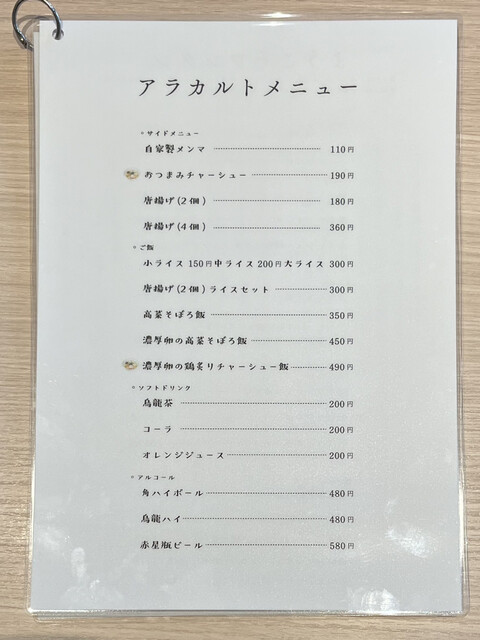 アラカルトメニュー
*サイドメニュー
自家製メンマ 110円
おつまみチャーシュー 190円
唐揚げ(2個) 180円
唐揚げ(4個) 360円
*ご飯
小ライス 150円 中ライス 200円 大ライス 300円
唐揚げ(2個)ライスセット 300円
高菜そぼろ飯 350円
濃厚卵の高菜そぼろ飯 450円
濃厚卵の鶏炙りチャーシュー飯 490円
*ソフトドリンク
烏龍茶 200円
コーラ 200円
オレンジジュース 200円
*アルコール
角ハイボール 480円
烏龍ハイ 480円
赤星瓶ビール 580円